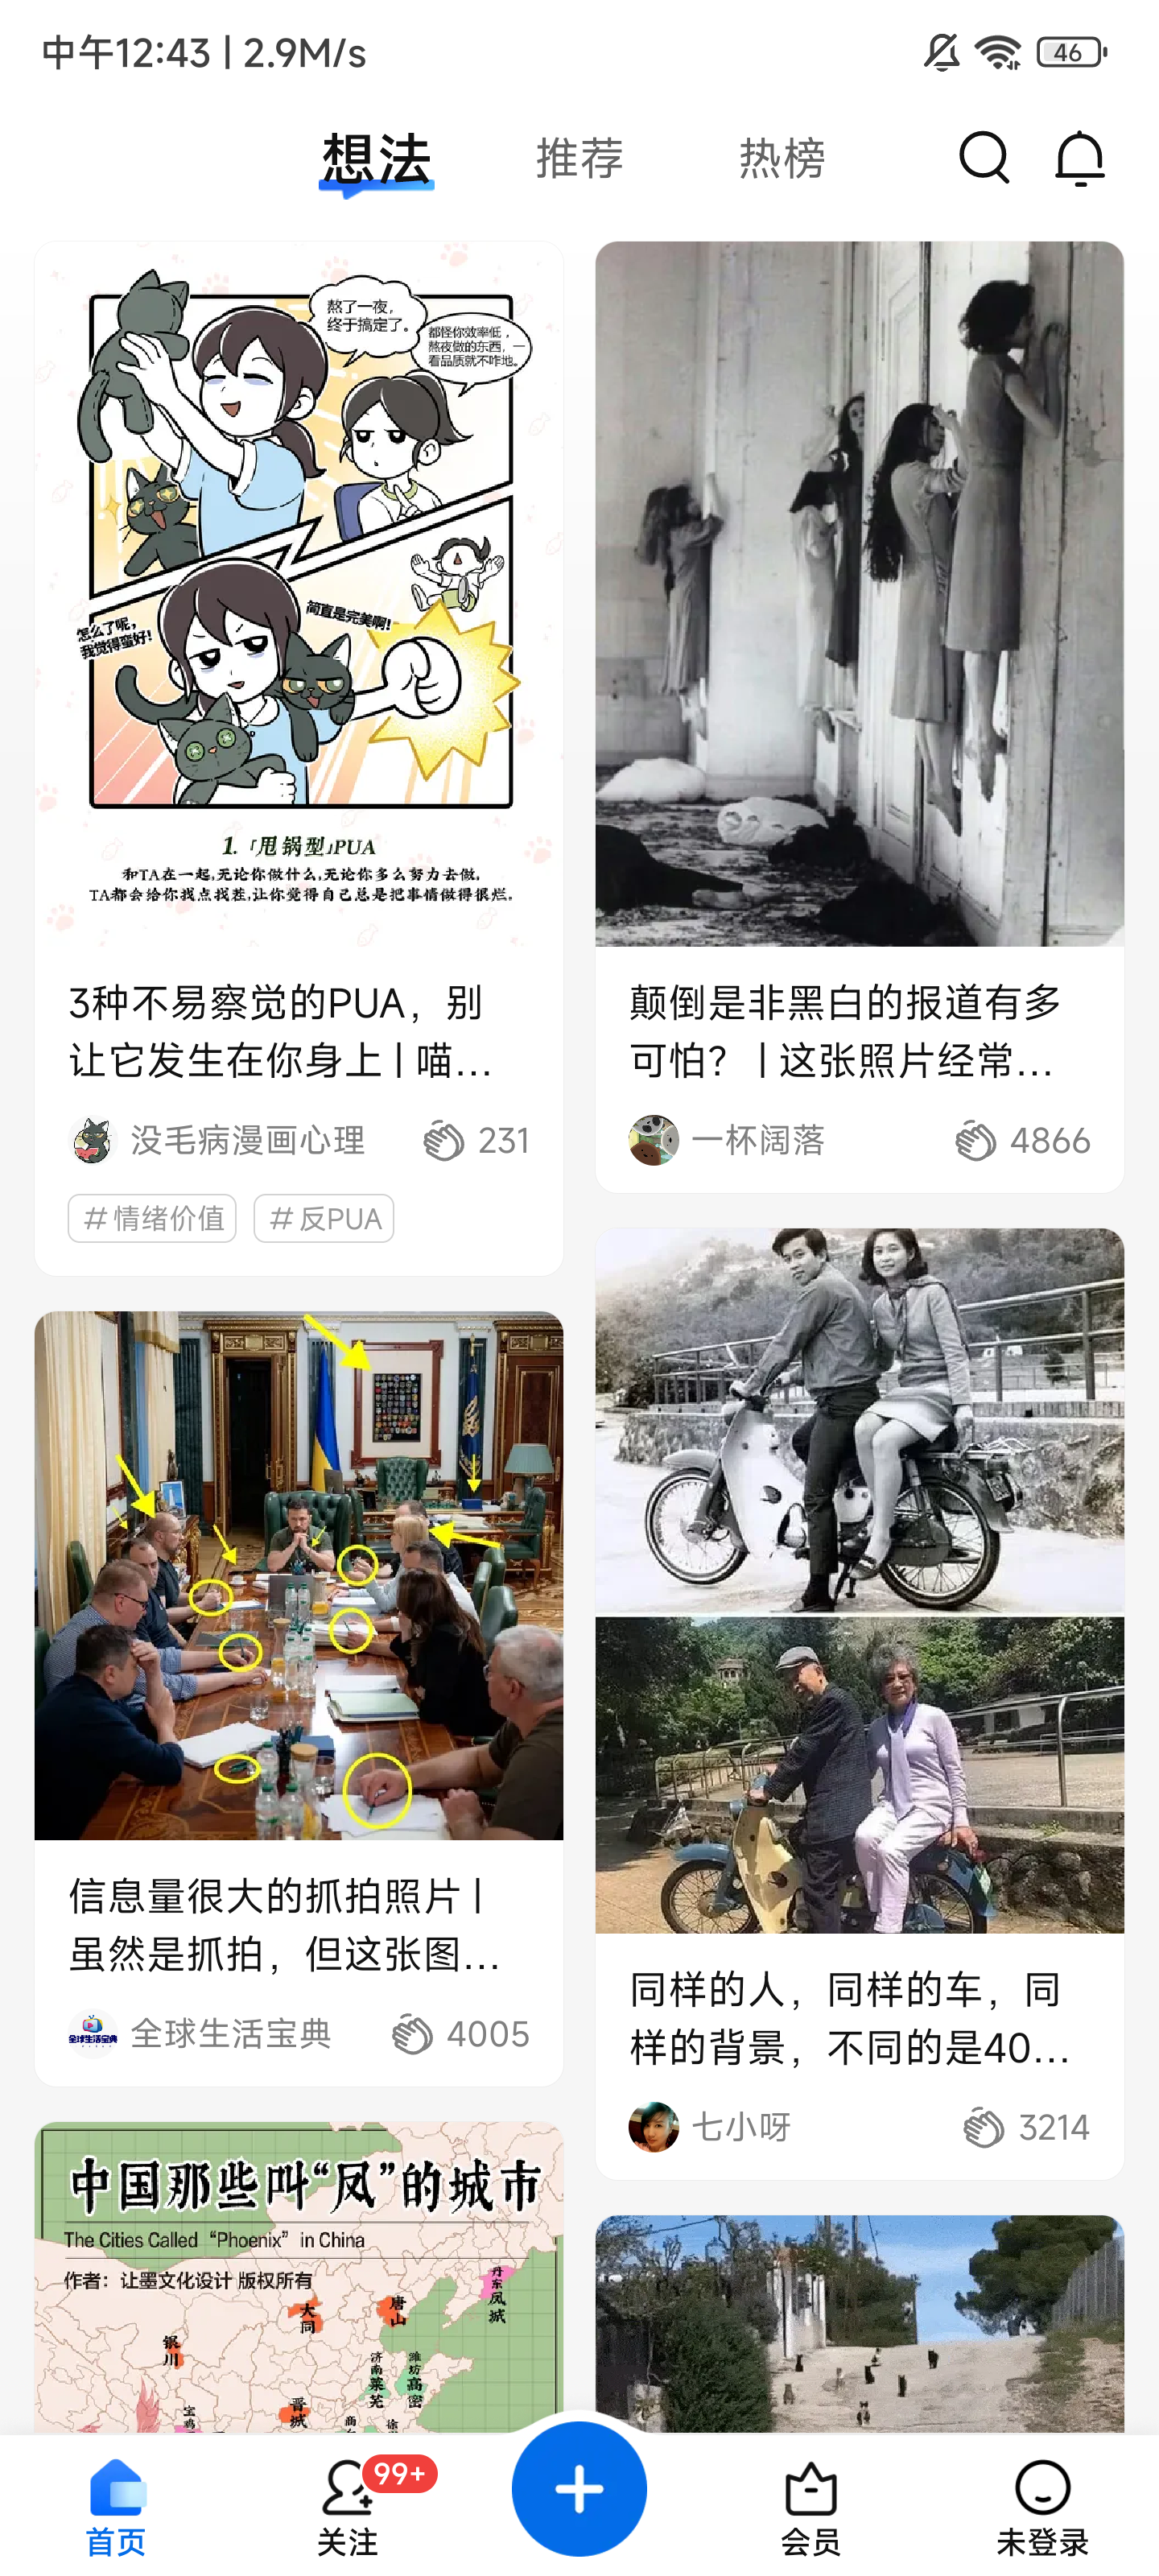 中午12:43 | 2.9M/s
46
想法
推荐
热榜
熬了一夜，
终于搞定了。
都怪你效率低，
熬夜做的东西，一
看品质就不咋地。
怎么了呢，
我觉得蛮好！
简直是完美啊！
1.「甩锅型」PUA
和TA在一起,无论你做什么,无论你多么努力去做,
TA都会给你找点找茬,让你觉得自己总是把事情做得很烂。
3种不易察觉的PUA，别
让它发生在你身上 | 喵...
没毛病漫画心理
231
# 情绪价值
# 反PUA
颠倒是非黑白的报道有多
可怕？ | 这张照片经常...
一杯阔落
4866
信息量很大的抓拍照片 |
虽然是抓拍，但这张图...
全球生活宝典
全球生活宝典
4005
同样的人，同样的车，同
样的背景，不同的是40...
七小呀
3214
中国那些叫“凤”的城市
The Cities Called “Phoenix” in China
作者：让墨文化设计 版权所有
丹东凤城
大同
唐山
银川
济南莱芜
潍坊高密
晋城
宝鸡
商
徐
首页
关注
99+
会员
未登录